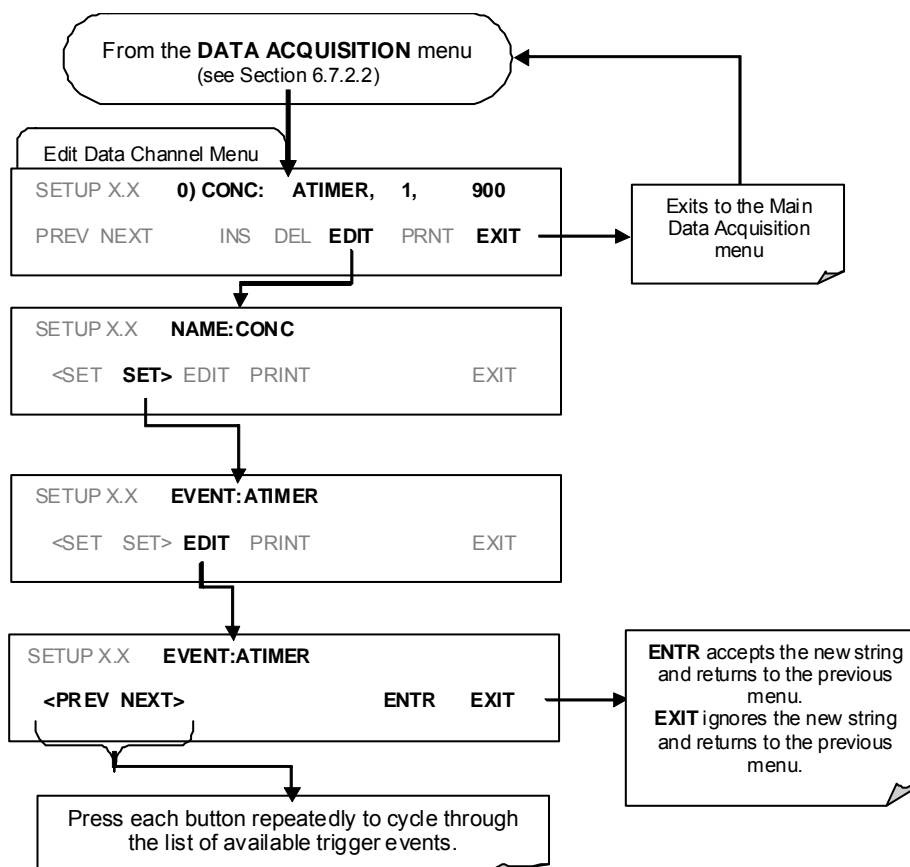 From the DATA ACQUISITION menu
(see Section 6.7.2.2)
Edit Data Channel Menu
SETUP X.X 0) CONC: ATIMER, 1, 900
PREV NEXT INS DEL EDIT PRNT EXIT
Exits to the Main
Data Acquisition
menu
SETUP X.X NAME:CONC
<SET SET> EDIT PRINT EXIT
SETUP X.X EVENT:ATIMER
<SET SET> EDIT PRINT EXIT
SETUP X.X EVENT:ATIMER
<PREV NEXT> ENTR EXIT
ENTR accepts the new string
and returns to the previous
menu.
EXIT ignores the new string
and returns to the previous
menu.
Press each button repeatedly to cycle through
the list of available trigger events.